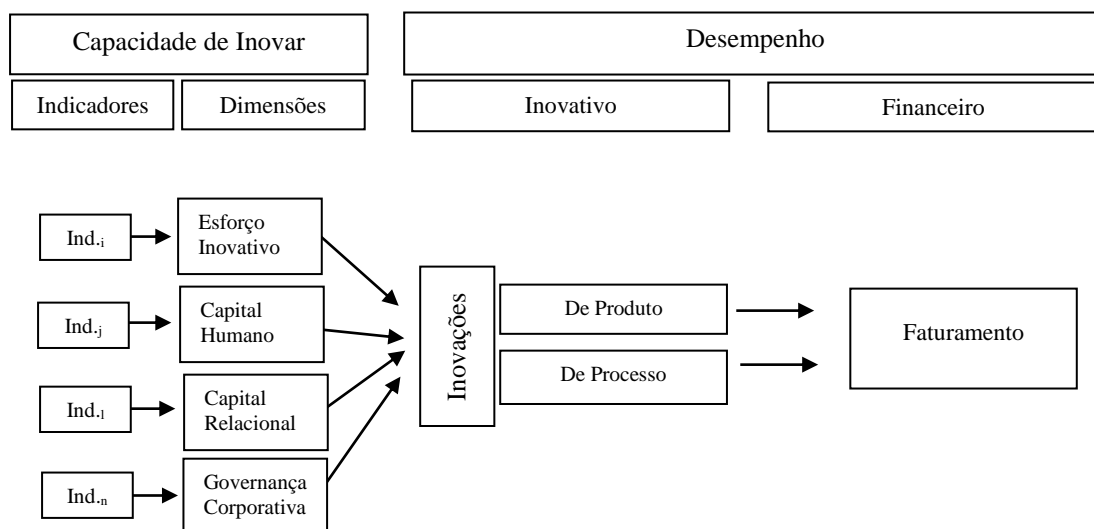 Capacidade de Inovar
Desempenho
Indicadores
Dimensões
Inovativo
Financeiro
Ind.i
Esforço
Inovativo
Ind.j
Capital
Humano
Ind.l
Capital
Relacional
Ind.n
Governança
Corporativa
Inovações
De Produto
De Processo
Faturamento